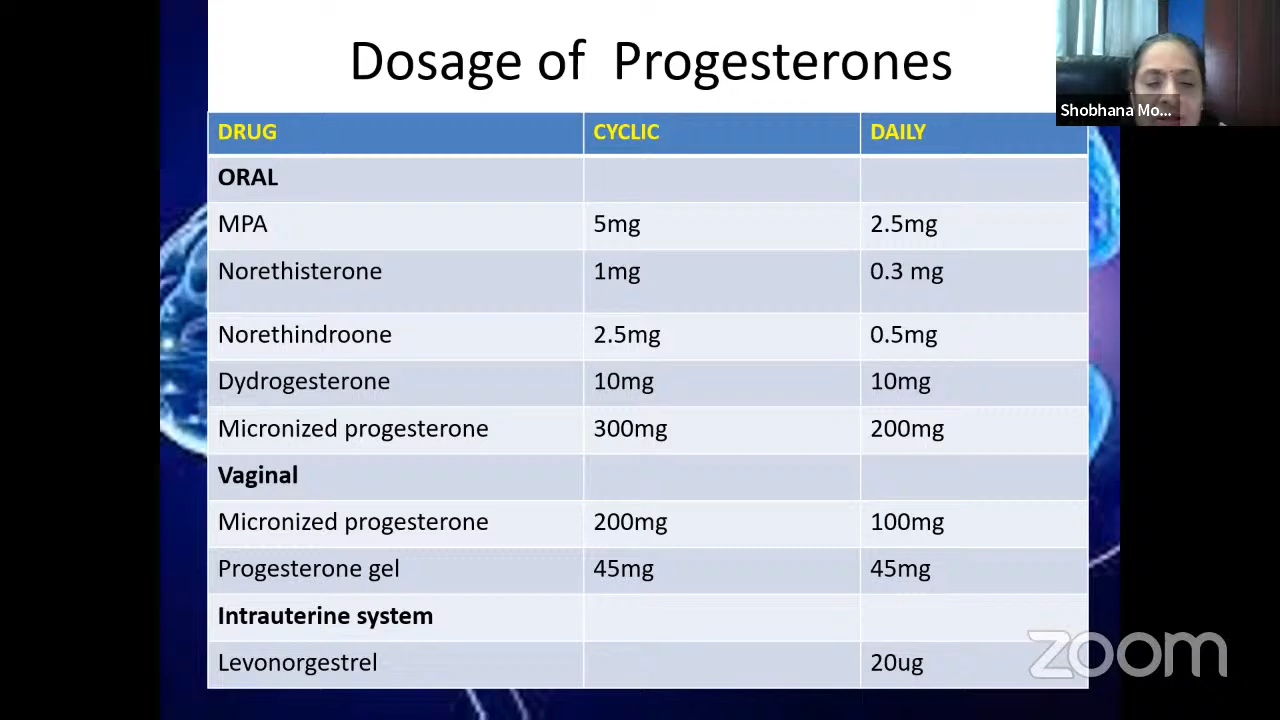 Dosage of Progesterones
Shobhana Mo...
DRUG CYCLIC DAILY
ORAL
MPA 5mg 2.5mg
Norethisterone 1mg 0.3 mg
Norethindroone 2.5mg 0.5mg
Dydrogesterone 10mg 10mg
Micronized progesterone 300mg 200mg
Vaginal
Micronized progesterone 200mg 100mg
Progesterone gel 45mg 45mg
Intrauterine system
Levonorgestrel 20ug
zoom